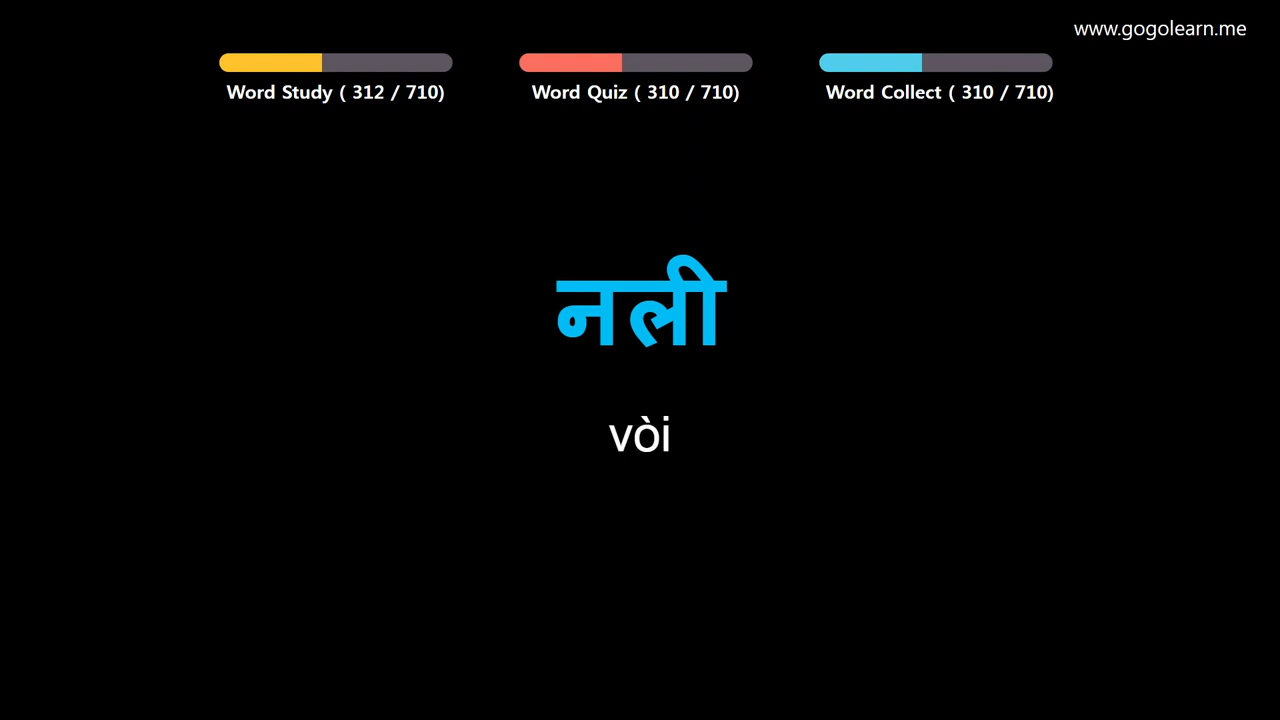 www.gogolearn.me
Word Study ( 312 / 710)
Word Quiz ( 310 / 710)
Word Collect ( 310 / 710)
नली
vòi